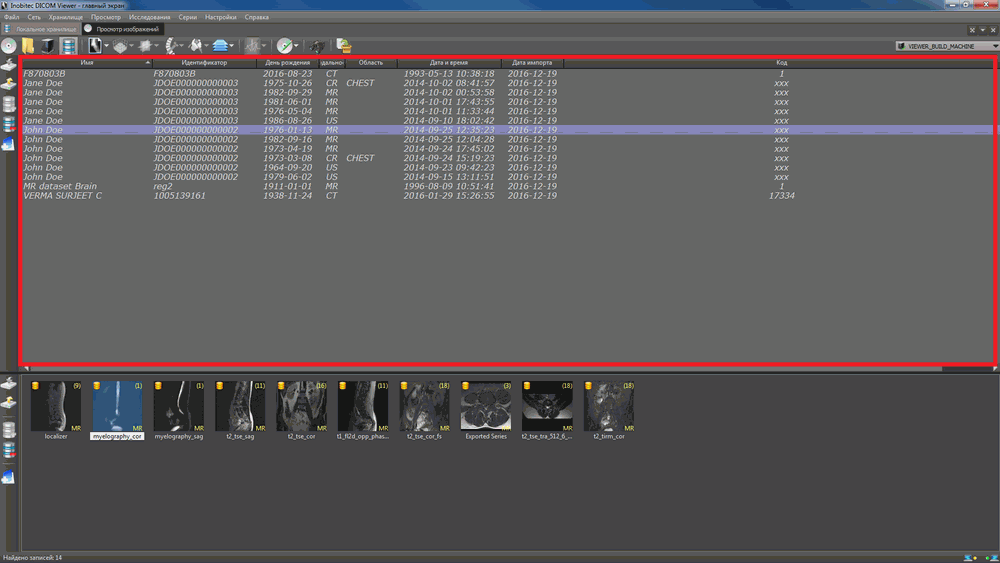 Inobitec DICOM Viewer - главный экран
Файл Сеть Хранилище Просмотр Исследования Серии Настройки Справка
Локальное хранилище Просмотр изображений
VIEWER_BUILD_MACHINE
Имя Идентификатор День рождения Область Дата и время Дата импорта Код
F870803B F870803B 2016-08-23 CT 1993-05-13 10:38:18 2016-12-19 1
Jane Doe JDOE000000000003 1975-10-26 CR CHEST 2014-10-02 08:41:57 2016-12-19 xxx
Jane Doe JDOE000000000003 1982-09-29 MR 2014-10-02 00:53:58 2016-12-19 xxx
Jane Doe JDOE000000000003 1981-06-01 MR 2014-10-01 17:43:55 2016-12-19 xxx
Jane Doe JDOE000000000003 1976-05-04 MR 2014-10-01 11:33:44 2016-12-19 xxx
Jane Doe JDOE000000000003 1986-08-26 US 2014-09-10 18:02:42 2016-12-19 xxx
John Doe JDOE000000000002 1976-01-13 MR 2014-09-25 12:35:23 2016-12-19 xxx
John Doe JDOE000000000002 1982-09-16 MR 2014-09-25 12:04:28 2016-12-19 xxx
John Doe JDOE000000000002 1973-04-19 MR 2014-09-24 17:45:02 2016-12-19 xxx
John Doe JDOE000000000002 1973-03-08 CR CHEST 2014-09-24 15:19:23 2016-12-19 xxx
John Doe JDOE000000000002 1964-09-20 US 2014-09-23 09:42:23 2016-12-19 xxx
John Doe JDOE000000000002 1979-06-02 US 2014-09-15 13:11:51 2016-12-19 xxx
MR dataset Brain reg2 1911-01-01 MR 1996-08-09 10:51:41 2016-12-19 1
VERMA SURJEET C 1005139161 1938-11-24 CT 2016-01-29 15:26:55 2016-12-19 17334
(9) (1) (1) (11) (16) (11) (18) (3) (18) (18)
MR MR MR MR MR MR MR MR MR MR
localizer myelography_cor myelography_sag t2_tse_sag t2_tse_cor t1_fl2d_opp_phas... t2_tse_cor_fs Exported Series t2_tse_tra_512_6_... t2_tirm_cor
Найдено записей: 14